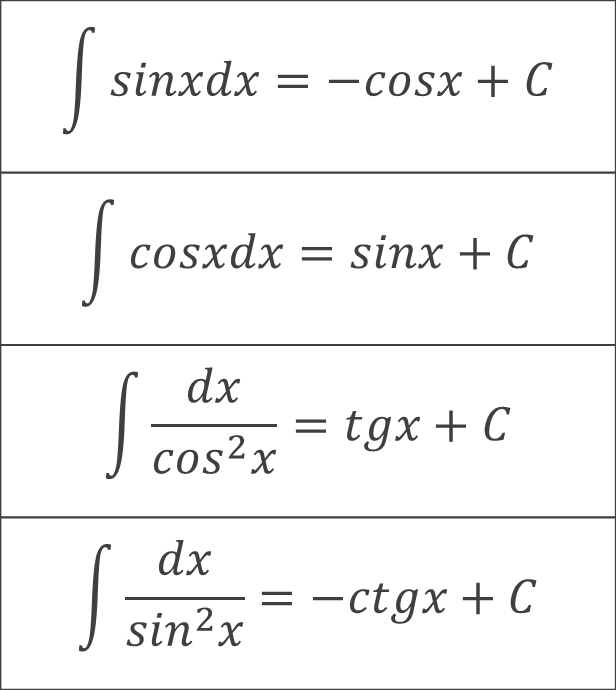 ∫ sinxdx = −cosx + C
∫ cosxdx = sinx + C
∫ dx/cos²x = tgx + C
∫ dx/sin²x = −ctgx + C